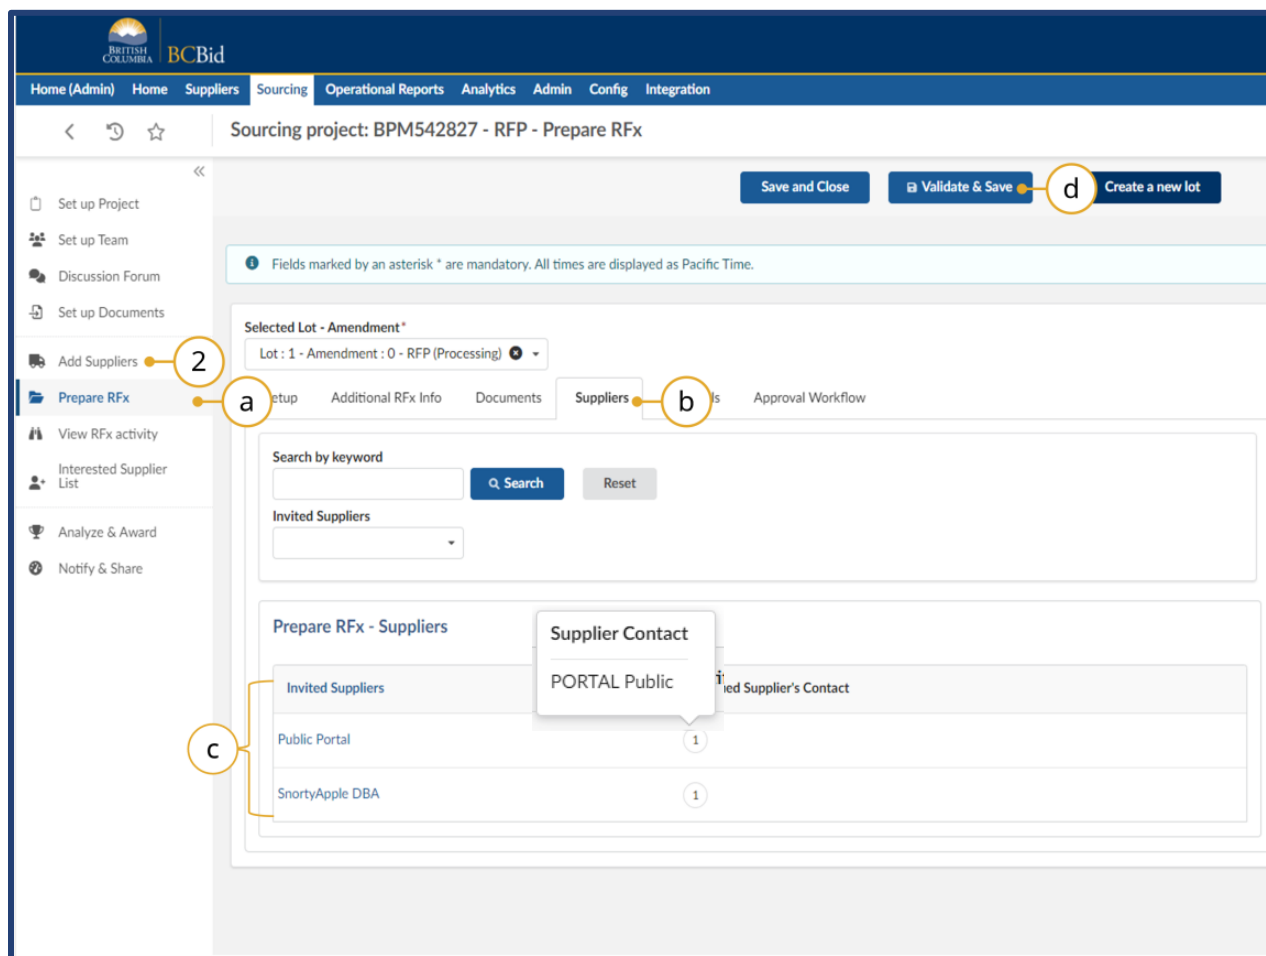 BRITISH
COLUMBIA
BCBid
Home (Admin) Home Suppliers Sourcing Operational Reports Analytics Admin Config Integration
Sourcing project: BPM542827 - RFP - Prepare RFx
Save and Close Validate & Save d Create a new lot
Set up Project
Set up Team
Discussion Forum
Set up Documents
Add Suppliers 2
Prepare RFx a
View RFx activity
Interested Supplier
List
Analyze & Award
Notify & Share
Fields marked by an asterisk * are mandatory. All times are displayed as Pacific Time.
Selected Lot - Amendment*
Lot : 1 - Amendment : 0 - RFP (Processing)
etup Additional RFx Info Documents Suppliers b ls Approval Workflow
Search by keyword
Search Reset
Invited Suppliers
Prepare RFx - Suppliers
Supplier Contact
PORTAL Public
Invited Suppliers ed Supplier's Contact
c
Public Portal 1
SnortyApple DBA 1